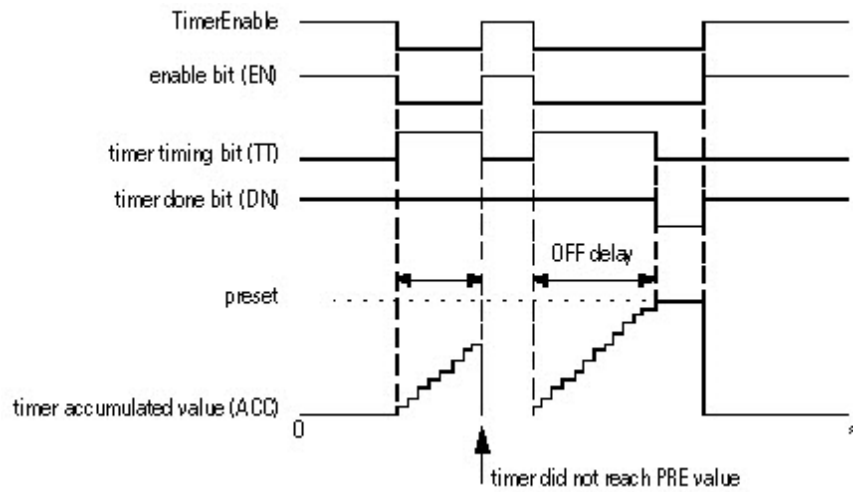 TimerEnable
enable bit (EN)
timer timing bit (TT)
timer done bit (DN)
OFF delay
preset
timer accumulated value (ACC)
0
timer did not reach PRE value